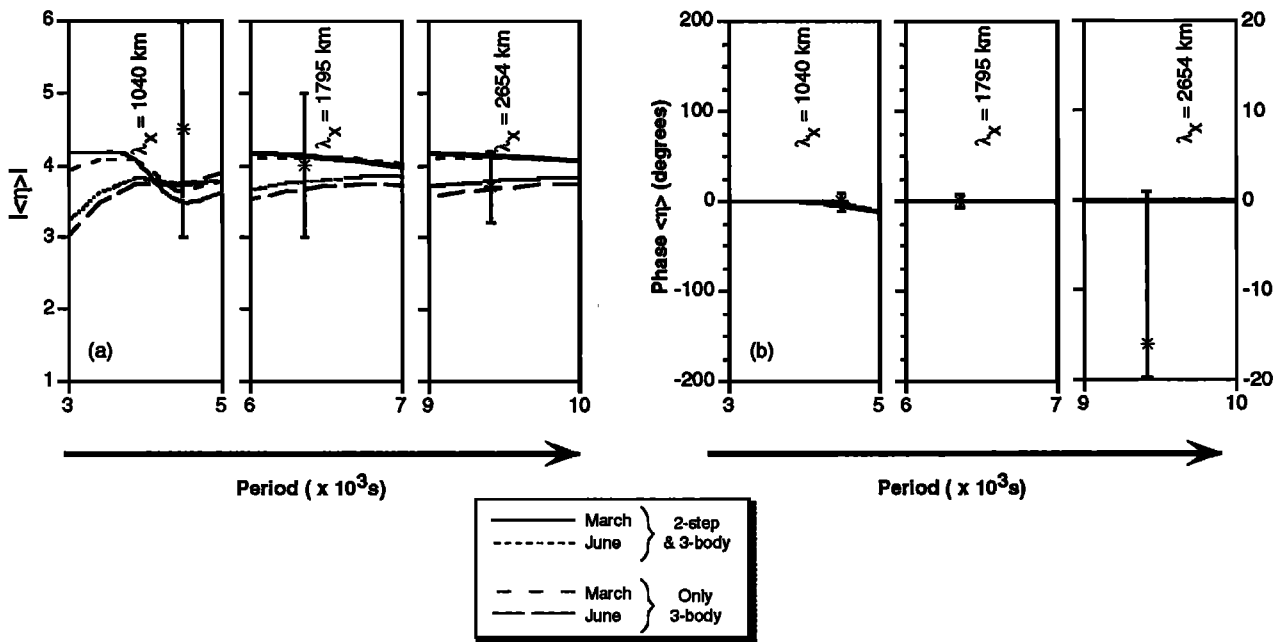 6
5
4
3
2
1
|<η>|
λx = 1040 km
λx = 1795 km
λx = 2654 km
(a)
3
5
6
7
9
10
Period ( x 10³s)
200
100
0
-100
-200
Phase <η> (degrees)
λx = 1040 km
λx = 1795 km
λx = 2654 km
20
10
0
-10
-20
(b)
3
5
6
7
9
10
Period ( x 10³s)
March
June
2-step
& 3-body
March
June
Only
3-body